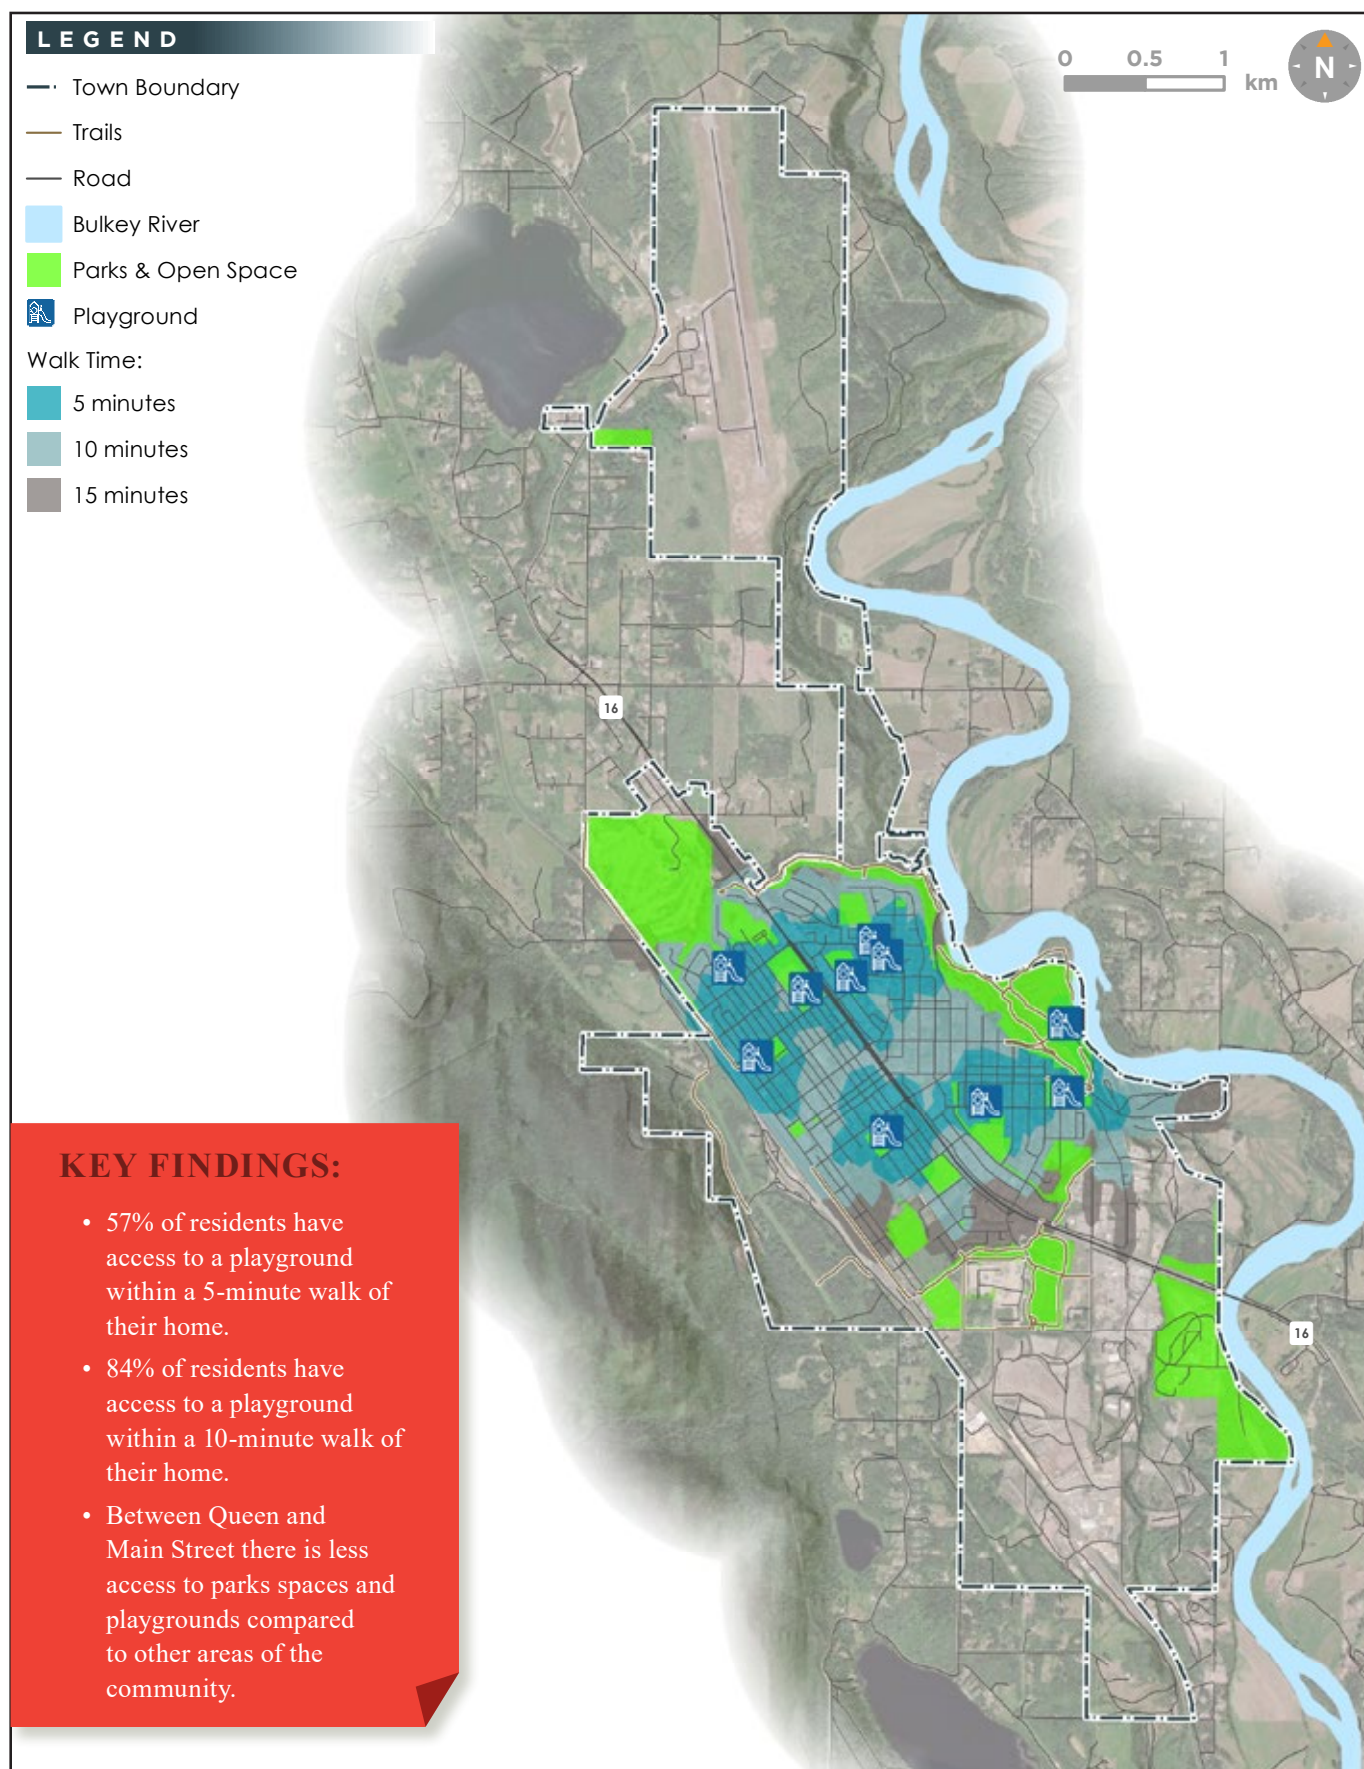 LEGEND
Town Boundary
Trails
Road
Bulkey River
Parks & Open Space
Playground
Walk Time:
5 minutes
10 minutes
15 minutes
0 0.5 1
km
N
16
16
KEY FINDINGS:
• 57% of residents have
access to a playground
within a 5-minute walk of
their home.
• 84% of residents have
access to a playground
within a 10-minute walk of
their home.
• Between Queen and
Main Street there is less
access to parks spaces and
playgrounds compared
to other areas of the
community.